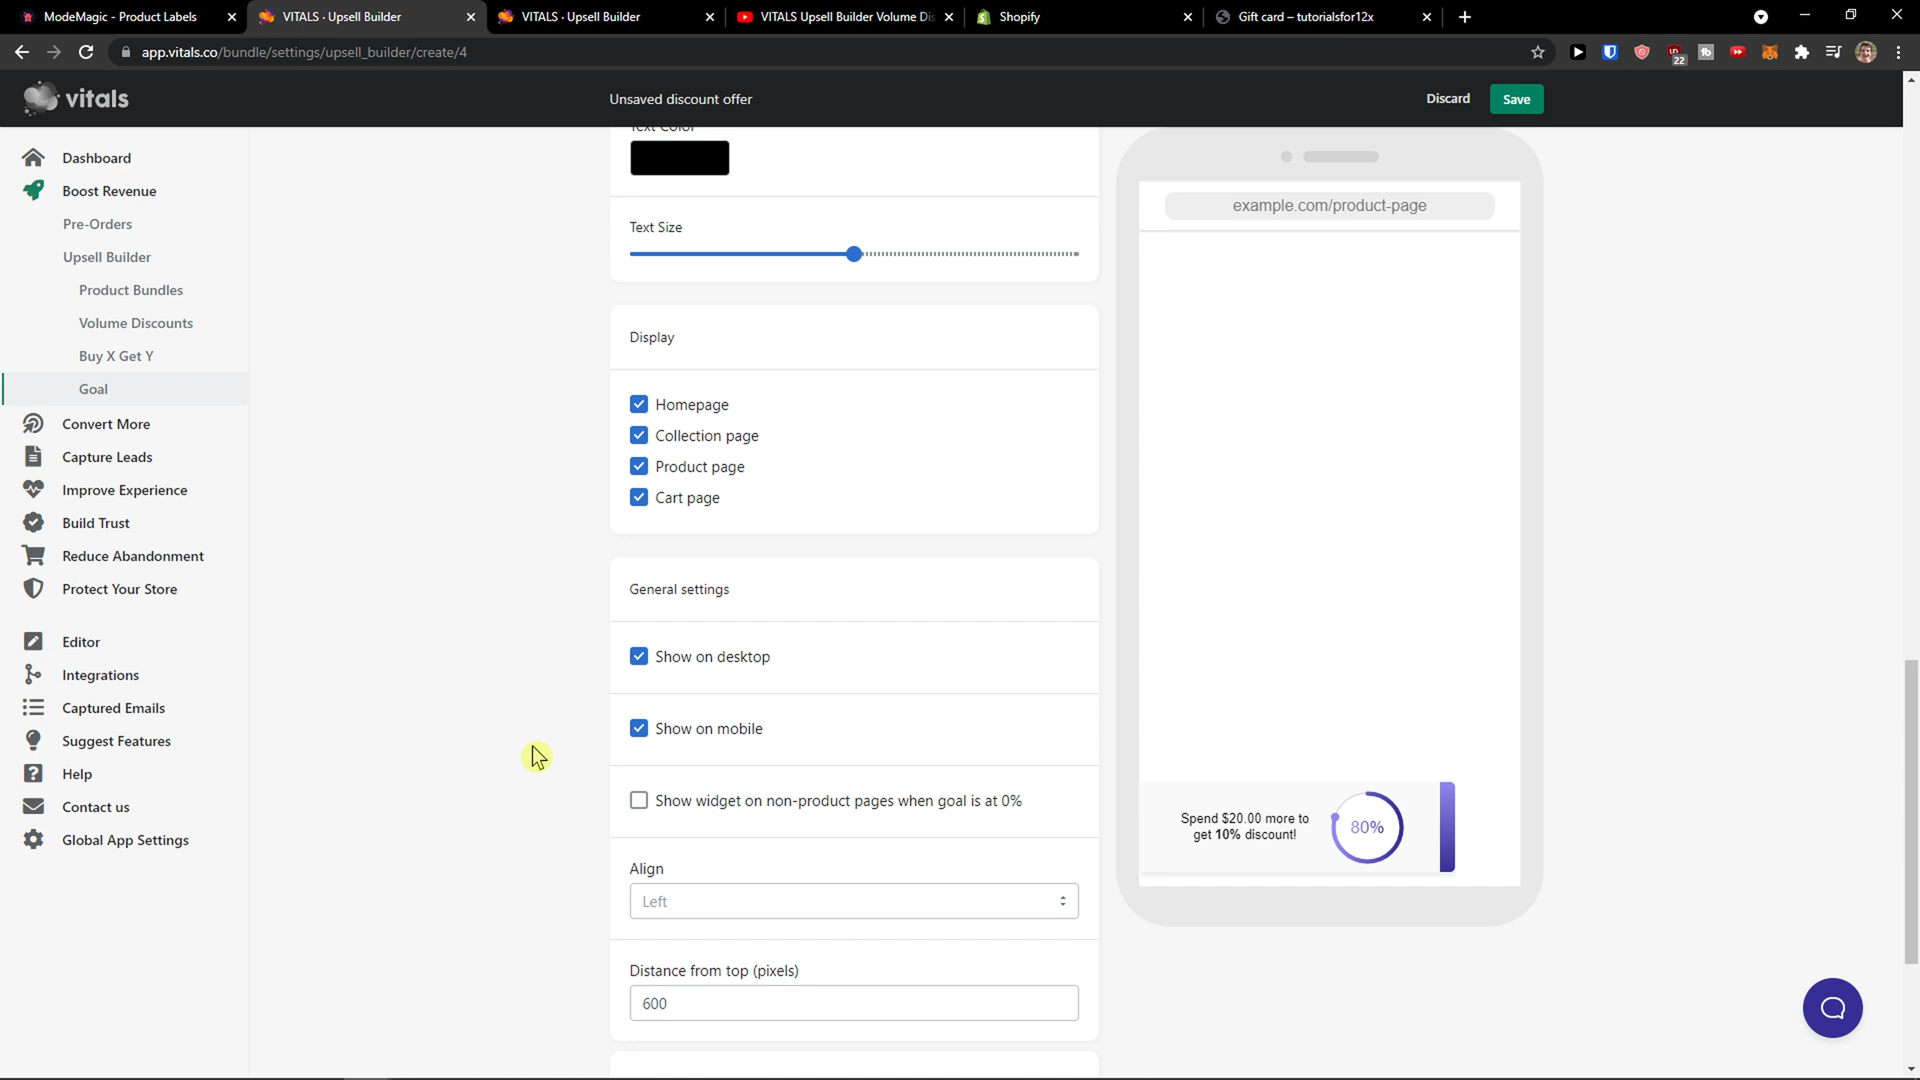 ModeMagic - Product Labels
VITALS · Upsell Builder
VITALS · Upsell Builder
VITALS Upsell Builder Volume Dis
Shopify
Gift card – tutorialsfor12x
app.vitals.co/bundle/settings/upsell_builder/create/4
22
vitals
Unsaved discount offer
Discard
Save
Dashboard
Boost Revenue
Pre-Orders
Upsell Builder
Product Bundles
Volume Discounts
Buy X Get Y
Goal
Convert More
Capture Leads
Improve Experience
Build Trust
Reduce Abandonment
Protect Your Store
Editor
Integrations
Captured Emails
Suggest Features
Help
Contact us
Global App Settings
Text Color
Text Size
Display
Homepage
Collection page
Product page
Cart page
General settings
Show on desktop
Show on mobile
Show widget on non-product pages when goal is at 0%
Align
Left
Distance from top (pixels)
600
example.com/product-page
Spend $20.00 more to
get 10% discount!
80%